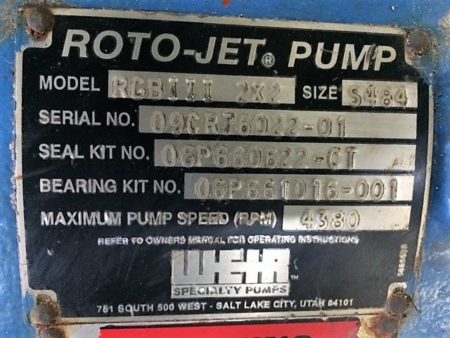 ROTO-JET® PUMP
MODEL RGBIII 2X2 SIZE S484
SERIAL NO. 09GRT6022-01
SEAL KIT NO. 06P660622-CT
BEARING KIT NO. 06P661016-001
MAXIMUM PUMP SPEED (RPM) 4380
REFER TO OWNERS MANUAL FOR OPERATING INSTRUCTIONS
WEIR™
SPECIALTY PUMPS
751 SOUTH 500 WEST - SALT LAKE CITY, UTAH 84101